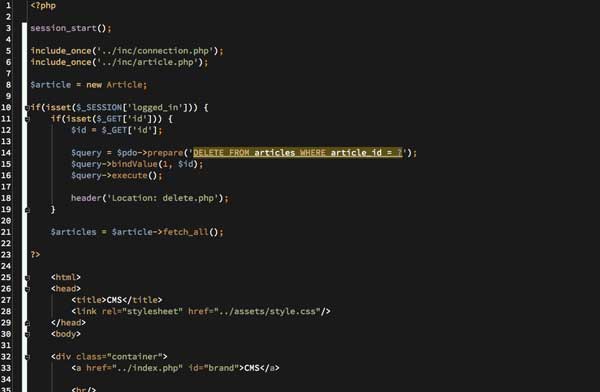 1 <?php
2
3 session_start();
4
5 include_once('../inc/connection.php');
6 include_once('../inc/article.php');
7
8 $article = new Article;
9
10 if(isset($_SESSION['logged_in'])) {
11 if(isset($_GET['id'])) {
12 $id = $_GET['id'];
13
14 $query = $pdo->prepare('DELETE FROM articles WHERE article_id = ?');
15 $query->bindValue(1, $id);
16 $query->execute();
17
18 header('Location: delete.php');
19 }
20
21 $articles = $article->fetch_all();
22
23 ?>
24
25 <html>
26 <head>
27 <title>CMS</title>
28 <link rel="stylesheet" href="../assets/style.css"/>
29 </head>
30 <body>
31
32 <div class="container">
33 <a href="../index.php" id="brand">CMS</a>
34
35 <br/>